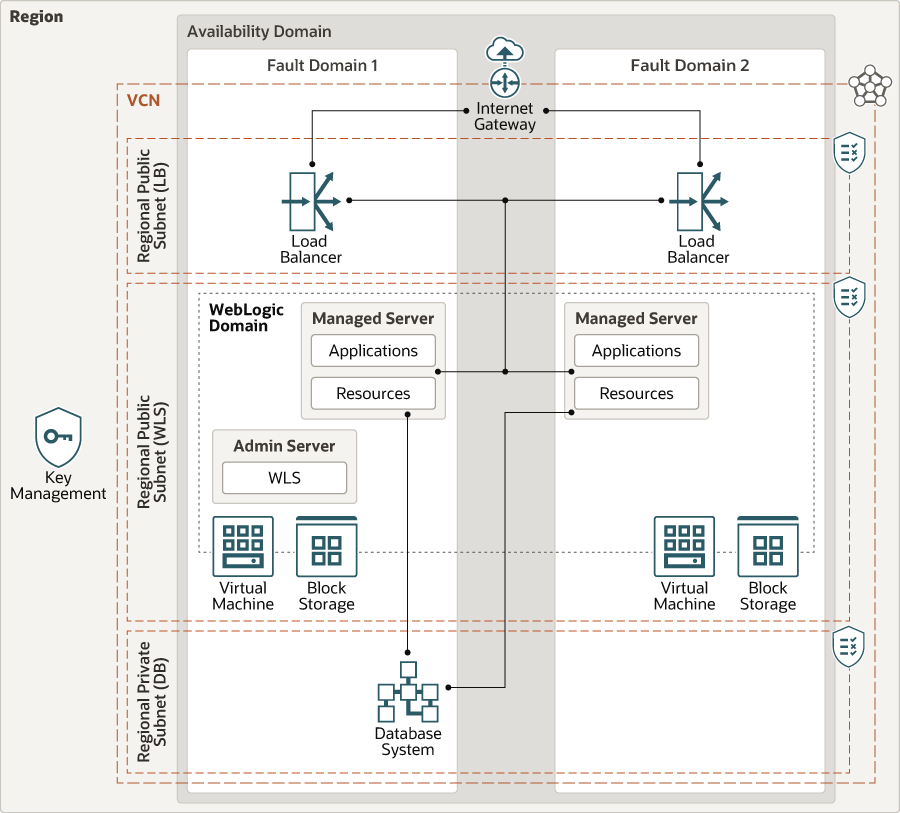 Region
Availability Domain
Fault Domain 1
Fault Domain 2
VCN
Internet
Gateway
Regional Public
Subnet (LB)
Load
Balancer
Load
Balancer
Regional Public
Subnet (WLS)
WebLogic
Domain
Managed Server
Applications
Resources
Managed Server
Applications
Resources
Admin Server
WLS
Key
Management
Virtual
Machine
Block
Storage
Virtual
Machine
Block
Storage
Regional Private
Subnet (DB)
Database
System